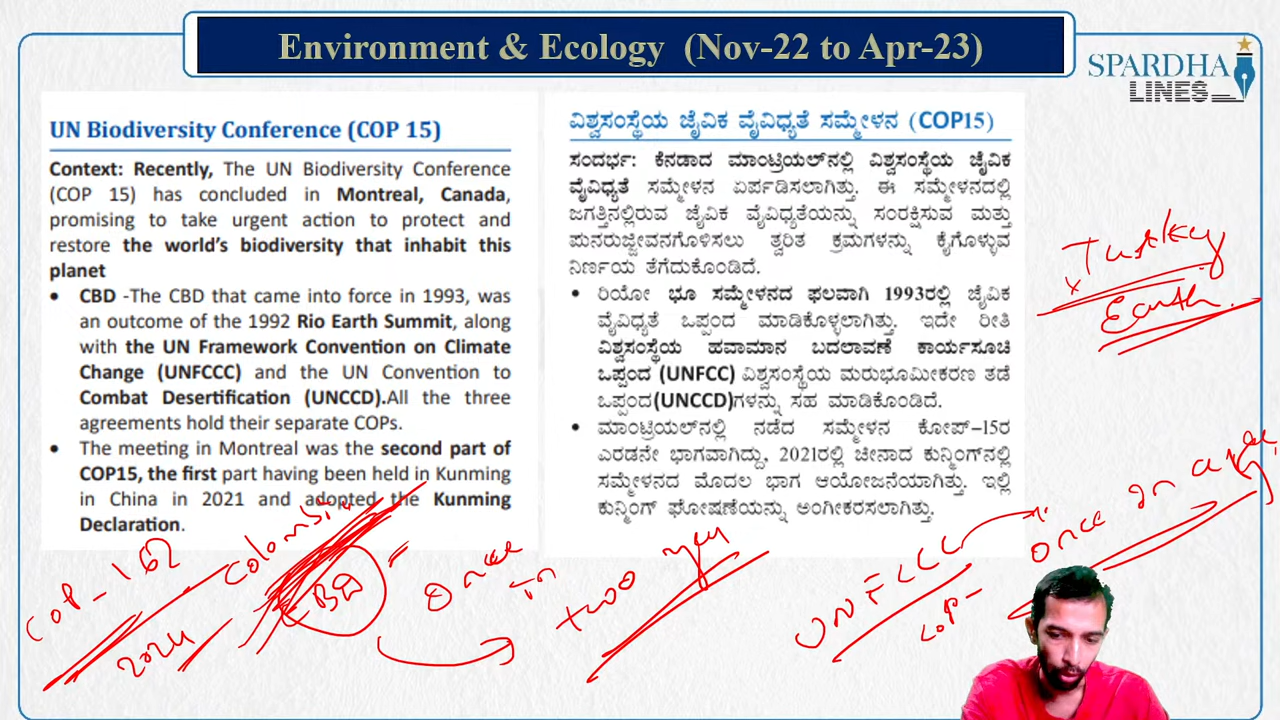 Environment & Ecology (Nov-22 to Apr-23)
SPARDHA
LINES
UN Biodiversity Conference (COP 15)
Context: Recently, The UN Biodiversity Conference
(COP 15) has concluded in Montreal, Canada,
promising to take urgent action to protect and
restore the world's biodiversity that inhabit this
planet
• CBD -The CBD that came into force in 1993, was
an outcome of the 1992 Rio Earth Summit, along
with the UN Framework Convention on Climate
Change (UNFCCC) and the UN Convention to
Combat Desertification (UNCCD).All the three
agreements hold their separate COPs.
• The meeting in Montreal was the second part of
COP15, the first part having been held in Kunming
in China in 2021 and adopted the Kunming
Declaration.
ವಿಶ್ವಸಂಸ್ಥೆಯ ಜೈವಿಕ ವೈವಿಧ್ಯತೆ ಸಮ್ಮೇಳನ (COP15)
ಸಂದರ್ಭ: ಕೆನಡಾದ ಮಾಂಟ್ರಿಯಲ್‌ನಲ್ಲಿ ವಿಶ್ವಸಂಸ್ಥೆಯ ಜೈವಿಕ
ವೈವಿಧ್ಯತೆ ಸಮ್ಮೇಳನ ಏರ್ಪಡಿಸಲಾಗಿತ್ತು. ಈ ಸಮ್ಮೇಳನದಲ್ಲಿ
ಜಗತ್ತಿನಲ್ಲಿರುವ ಜೈವಿಕ ವೈವಿಧ್ಯತೆಯನ್ನು ಸಂರಕ್ಷಿಸುವ ಮತ್ತು
ಪುನರುಜ್ಜೀವನಗೊಳಿಸಲು ತ್ವರಿತ ಕ್ರಮಗಳನ್ನು ಕೈಗೊಳ್ಳುವ
ನಿರ್ಣಯ ತೆಗೆದುಕೊಂಡಿದೆ.
• ರಿಯೋ ಭೂ ಸಮ್ಮೇಳನದ ಫಲವಾಗಿ 1993ರಲ್ಲಿ ಜೈವಿಕ
ವೈವಿಧ್ಯತೆ ಒಪ್ಪಂದ ಮಾಡಿಕೊಳ್ಳಲಾಗಿತ್ತು. ಇದೇ ರೀತಿ
ವಿಶ್ವಸಂಸ್ಥೆಯ ಹವಾಮಾನ ಬದಲಾವಣೆ ಕಾರ್ಯಸೂಚಿ
ಒಪ್ಪಂದ (UNFCC) ವಿಶ್ವಸಂಸ್ಥೆಯ ಮರುಭೂಮೀಕರಣ ತಡೆ
ಒಪ್ಪಂದ(UNCCD)ಗಳನ್ನು ಸಹ ಮಾಡಿಕೊಂಡಿದೆ.
• ಮಾಂಟ್ರಿಯಲ್‌ನಲ್ಲಿ ನಡೆದ ಸಮ್ಮೇಳನ ಕೋಪ್-15ರ
ಎರಡನೇ ಭಾಗವಾಗಿದ್ದು, 2021ರಲ್ಲಿ ಚೀನಾದ ಕುನ್ಮಿಂಗ್‌ನಲ್ಲಿ
ಸಮ್ಮೇಳನದ ಮೊದಲ ಭಾಗ ಆಯೋಜನೆಯಾಗಿತ್ತು. ಇಲ್ಲಿ
ಕುನ್ಮಿಂಗ್ ಘೋಷಣೆಯನ್ನು ಅಂಗೀಕರಸಲಾಗಿತ್ತು.
Earth
2024
CBD
once
in
two year
UNFCCC
COP-
once in a